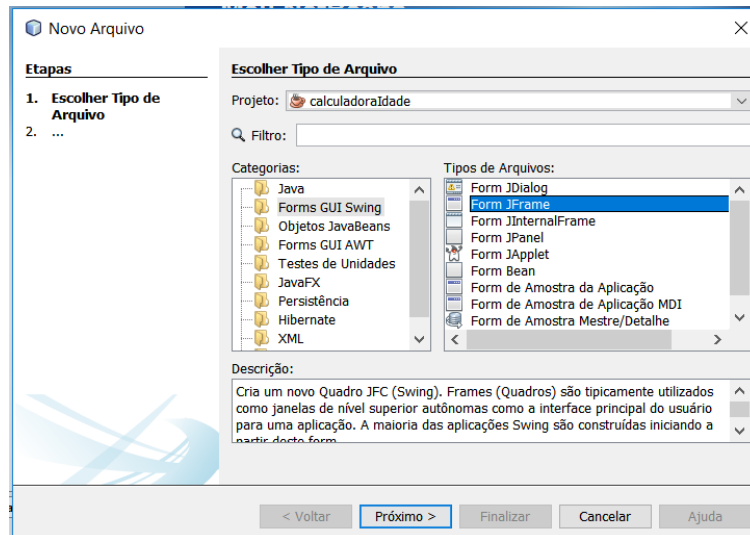 Novo Arquivo
Etapas
1. Escolher Tipo de
Arquivo
2. ...
Escolher Tipo de Arquivo
Projeto: calculadoraIdade
Filtro:
Categorias:
Java
Forms GUI Swing
Objetos JavaBeans
Forms GUI AWT
Testes de Unidades
JavaFX
Persistência
Hibernate
XML
Tipos de Arquivos:
Form JDialog
Form JFrame
Form JInternalFrame
Form JPanel
Form JApplet
Form Bean
Form de Amostra da Aplicação
Form de Amostra de Aplicação MDI
Form de Amostra Mestre/Detalhe
Descrição:
Cria um novo Quadro JFC (Swing). Frames (Quadros) são tipicamente utilizados
como janelas de nível superior autônomas como a interface principal do usuário
para uma aplicação. A maioria das aplicações Swing são construídas iniciando a
partir deste form
< Voltar
Próximo >
Finalizar
Cancelar
Ajuda